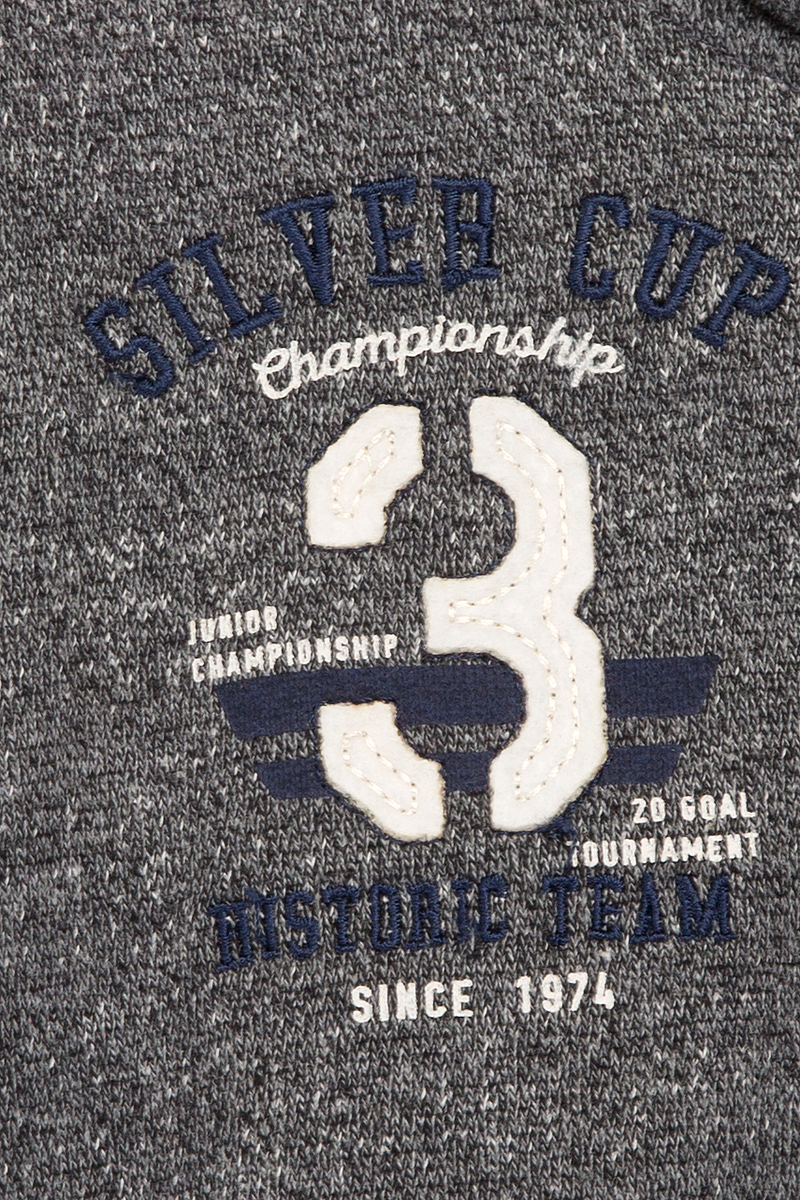 SILVER CUP
Championship
3
JUNIOR
CHAMPIONSHIP
20 GOAL
TOURNAMENT
HISTORIC TEAM
SINCE 1974